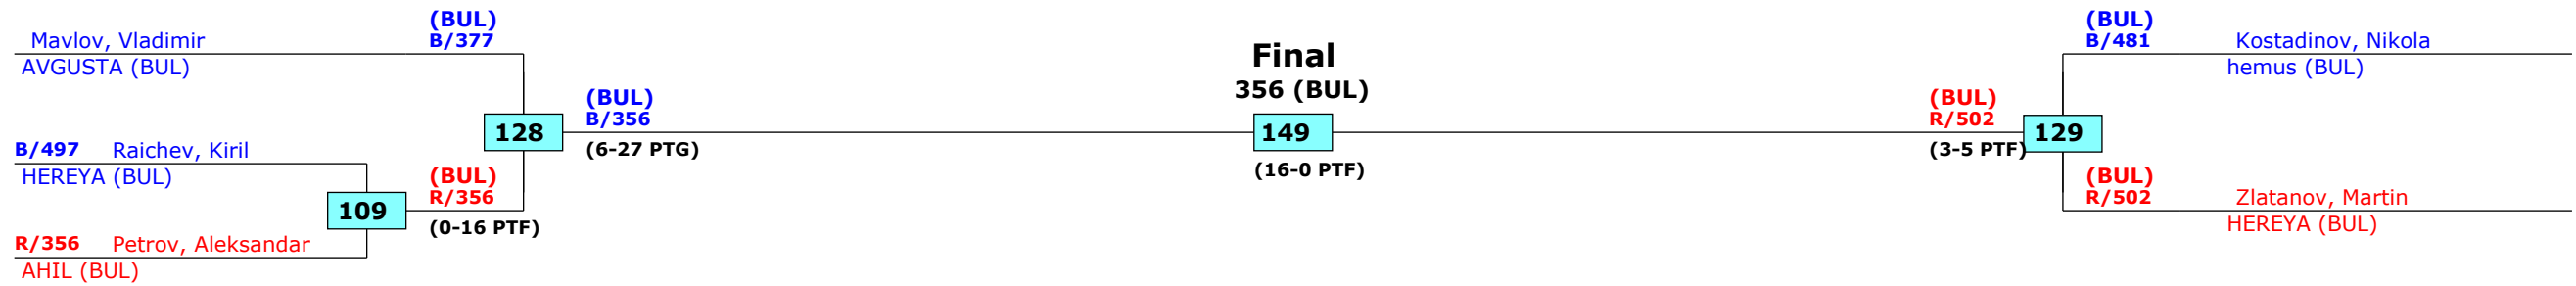 (BUL)
B/377
Mavlov, Vladimir
AVGUSTA (BUL)
B/497 Raichev, Kiril
HEREYA (BUL)
R/356 Petrov, Aleksandar
AHIL (BUL)
109
(BUL)
R/356
(0-16 PTF)
128
(BUL)
B/356
(6-27 PTG)
Final
356 (BUL)
149
(16-0 PTF)
(BUL)
R/502
(3-5 PTF)
129
(BUL)
B/481 Kostadinov, Nikola
hemus (BUL)
(BUL)
R/502 Zlatanov, Martin
HEREYA (BUL)